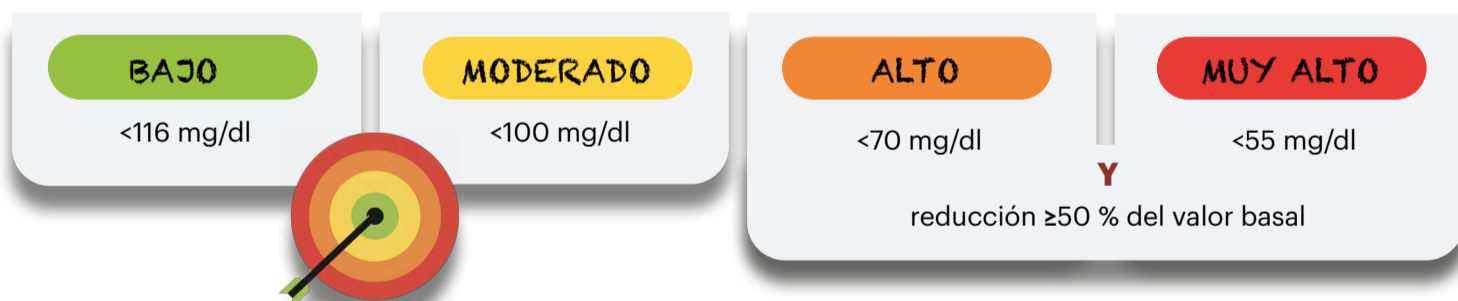 BAJO
<116 mg/dl
MODERADO
<100 mg/dl
ALTO
<70 mg/dl
MUY ALTO
<55 mg/dl
Y
reducción ≥50 % del valor basal